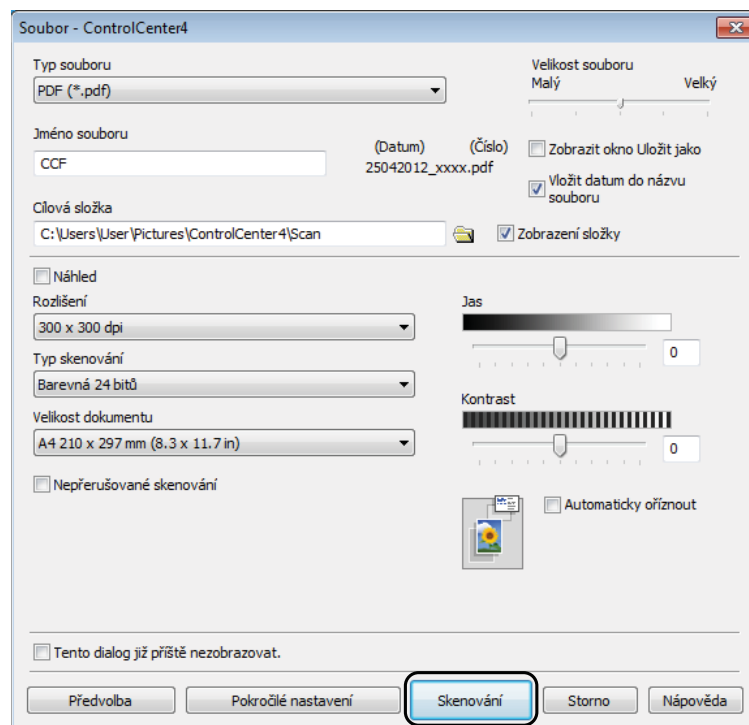 Soubor - ControlCenter4
Typ souboru
PDF (*.pdf)
Velikost souboru
Malý Velký
Jméno souboru
CCF
(Datum) (Číslo)
25042012_xxxx.pdf
Zobrazit okno Uložit jako
Vložit datum do názvu
souboru
Cílová složka
C:\Users\User\Pictures\ControlCenter4\Scan
Zobrazení složky
Náhled
Rozlišení
300 x 300 dpi
Typ skenování
Barevná 24 bitů
Velikost dokumentu
A4 210 x 297 mm (8.3 x 11.7 in)
Nepřerušované skenování
Jas
0
Kontrast
0
Automaticky oříznout
Tento dialog již příště nezobrazovat.
Předvolba Pokročilé nastavení Skenování Storno Nápověda